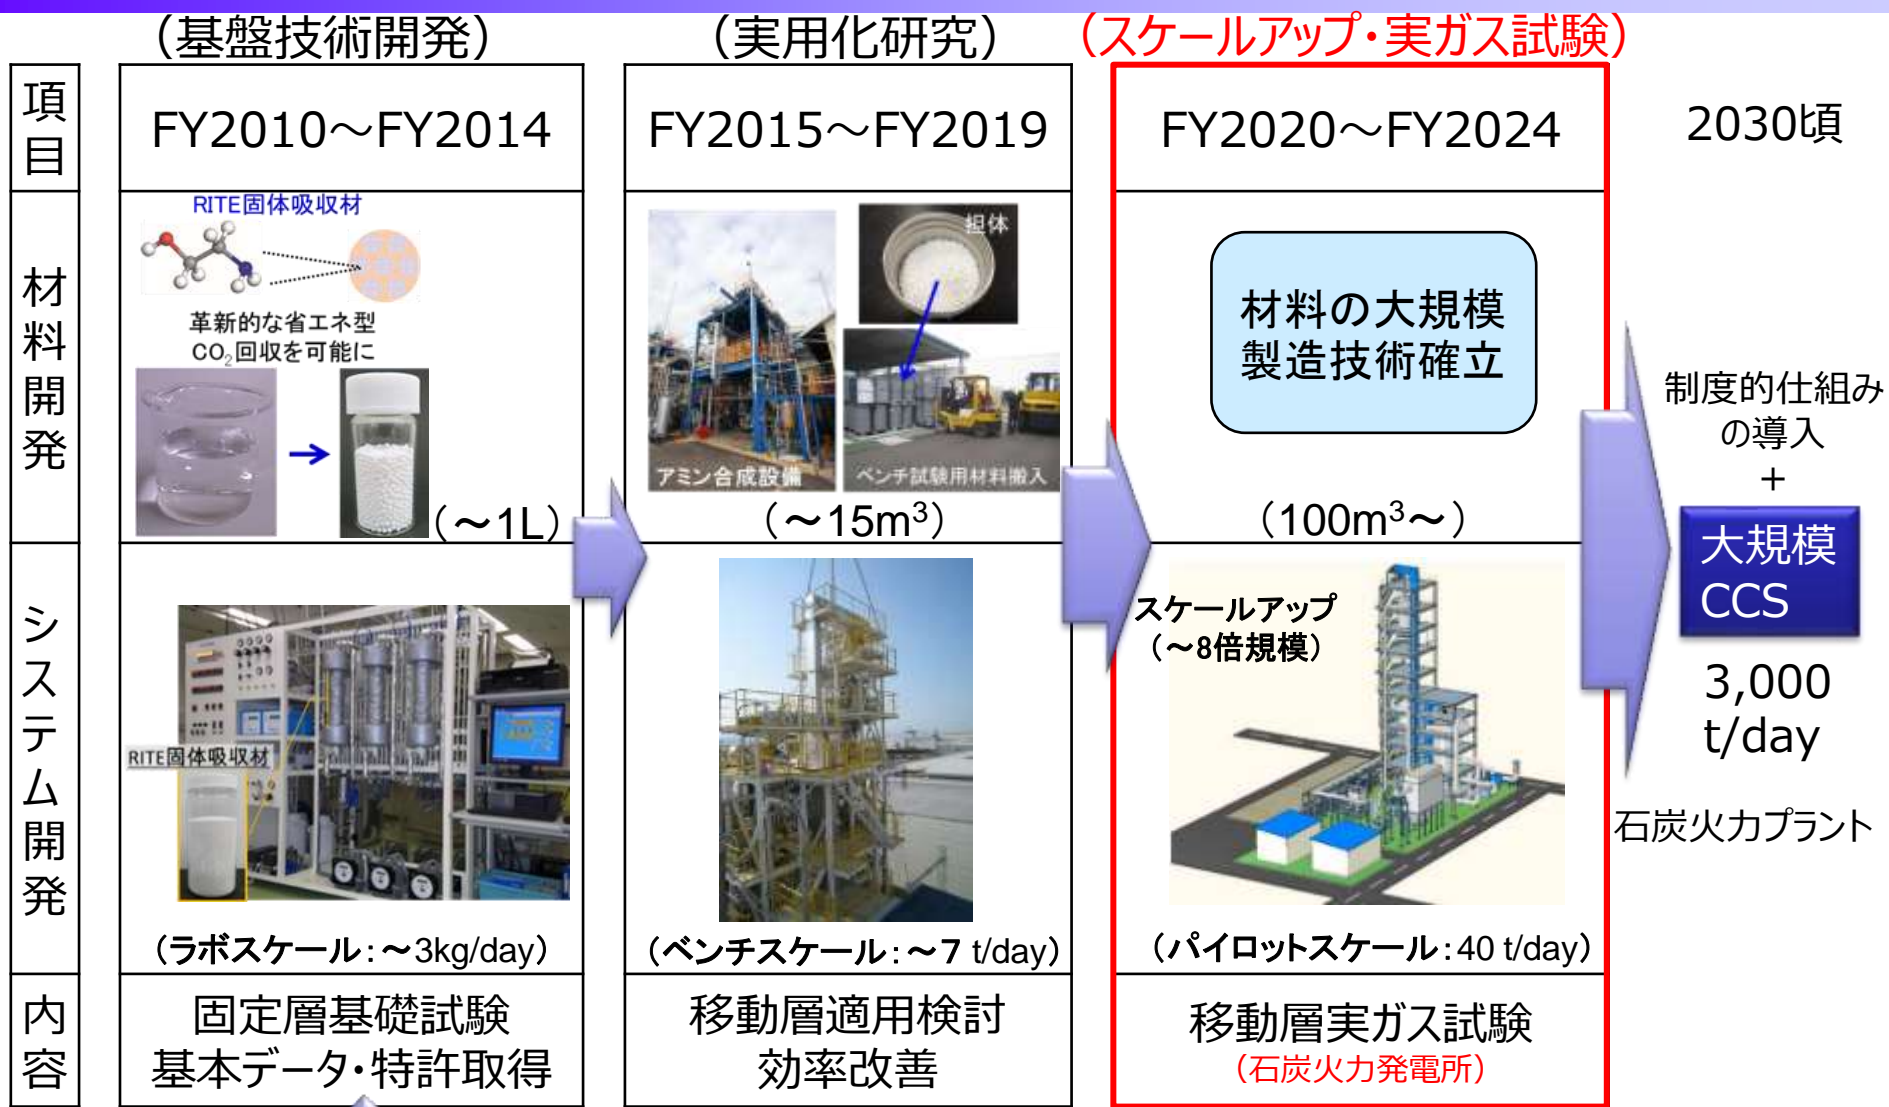 （基盤技術開発）
（実用化研究）
（スケールアップ・実ガス試験）
項目
FY2010～FY2014
FY2015～FY2019
FY2020～FY2024
2030頃
材料開発
RITE固体吸収材
革新的な省エネ型
CO₂回収を可能に
（～1L）
担体
アミン合成設備
ベンチ試験用材料搬入
（～15m³）
材料の大規模
製造技術確立
（100m³～）
制度的仕組み
の導入
+
大規模
CCS
3,000
t/day
石炭火力プラント
システム開発
RITE固体吸収材
（ラボスケール：～3kg/day）
（ベンチスケール：～7 t/day）
スケールアップ
（～8倍規模）
（パイロットスケール：40 t/day）
内容
固定層基礎試験
基本データ・特許取得
移動層適用検討
効率改善
移動層実ガス試験
（石炭火力発電所）